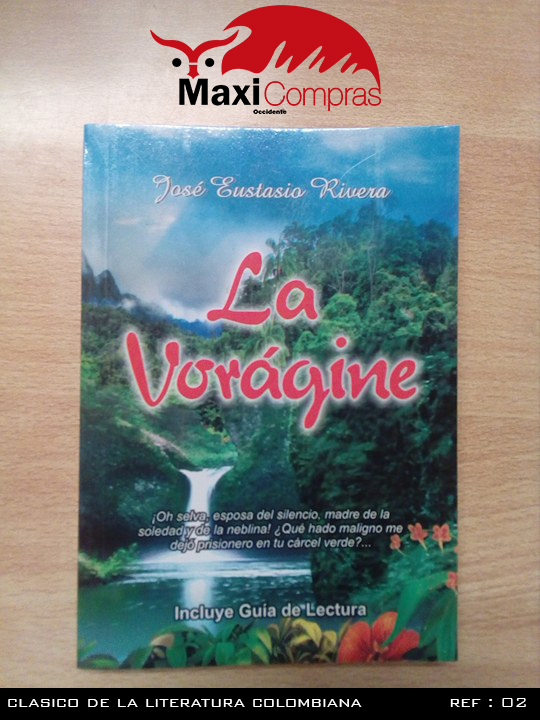 MaxiCompras
Occidente
José Eustasio Rivera
La
Vorágine
¡Oh selva, esposa del silencio, madre de la
soledad y de la neblina! ¿Qué hado maligno me
dejó prisionero en tu cárcel verde?...
Incluye Guía de Lectura
CLASICO DE LA LITERATURA COLOMBIANA REF : 02